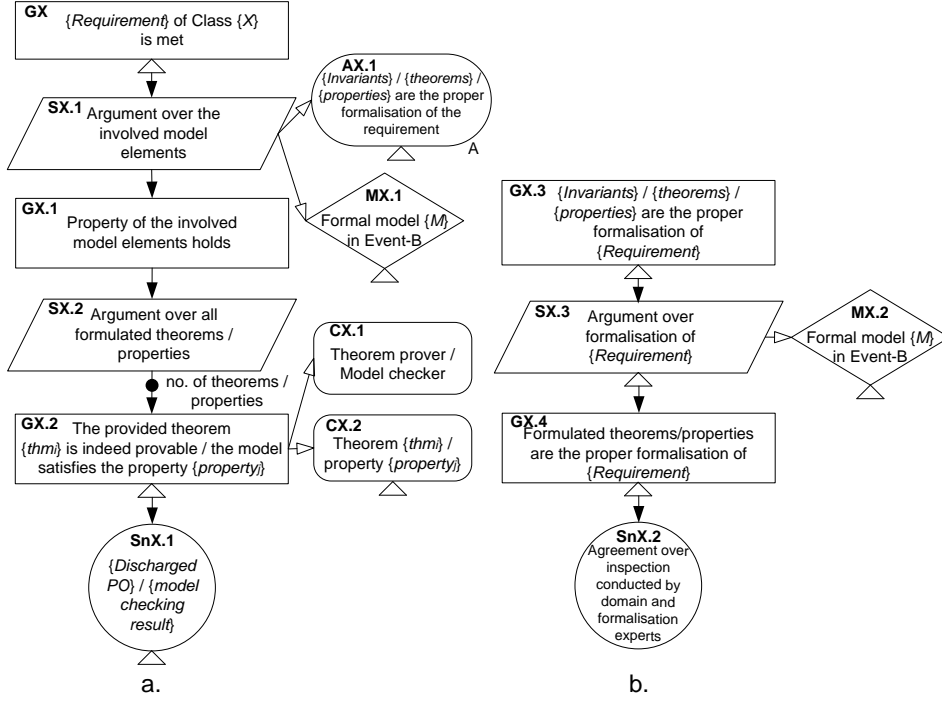 GX
{Requirement} of Class {X}
is met
SX.1
Argument over the
involved model
elements
AX.1
{Invariants} / {theorems} /
{properties} are the proper
formalisation of the
requirement
A
MX.1
Formal model {M}
in Event-B
GX.1
Property of the involved
model elements holds
SX.2
Argument over all
formulated theorems /
properties
no. of theorems /
properties
CX.1
Theorem prover /
Model checker
GX.2
The provided theorem
{thmi} is indeed provable / the model
satisfies the property {propertyj}
CX.2
Theorem {thmi} /
property {propertyj}
SnX.1
{Discharged
PO} / {model
checking
result}
a.
GX.3
{Invariants} / {theorems} /
{properties} are the proper
formalisation of
{Requirement}
SX.3
Argument over
formalisation of
{Requirement}
MX.2
Formal model {M}
in Event-B
GX.4
Formulated theorems/properties
are the proper formalisation of
{Requirement}
SnX.2
Agreement over
inspection
conducted by
domain and
formalisation
experts
b.